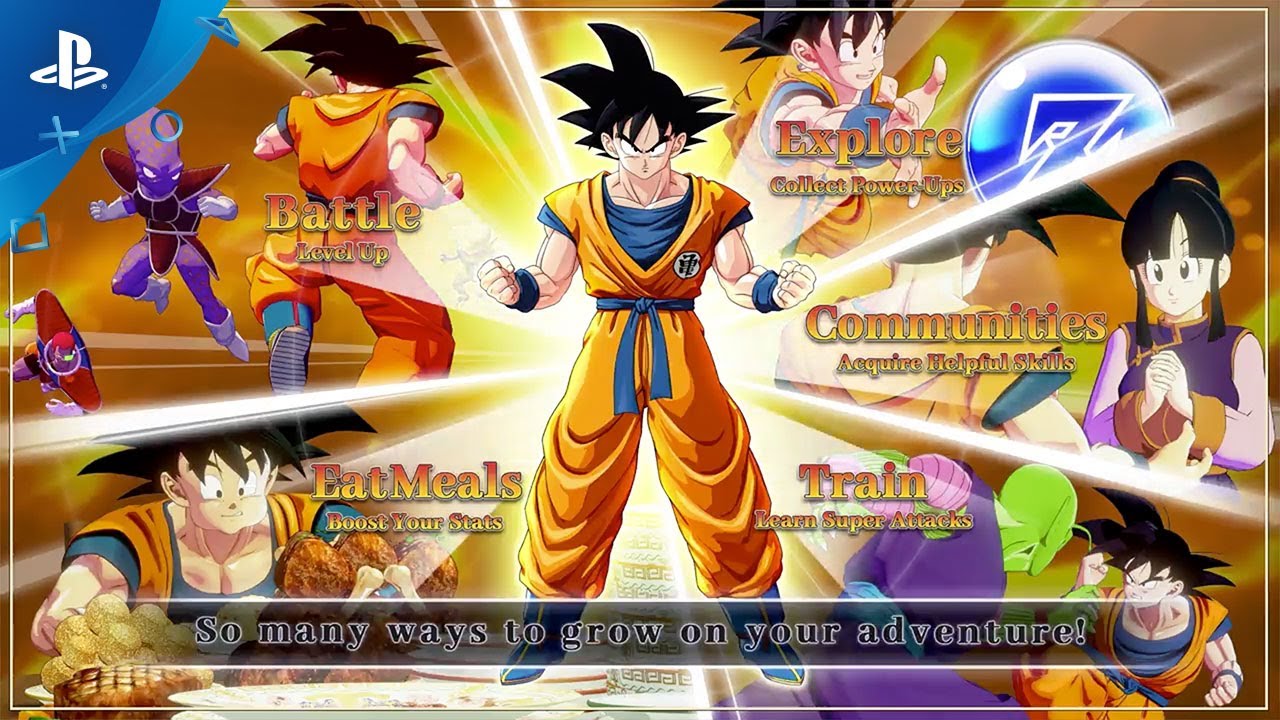 Battle
Level Up
Explore
Collect Power-Ups
Communities
Acquire Helpful Skills
EatMeals
Boost Your Stats
Train
Learn Super Attacks
亀
So many ways to grow on your adventure!